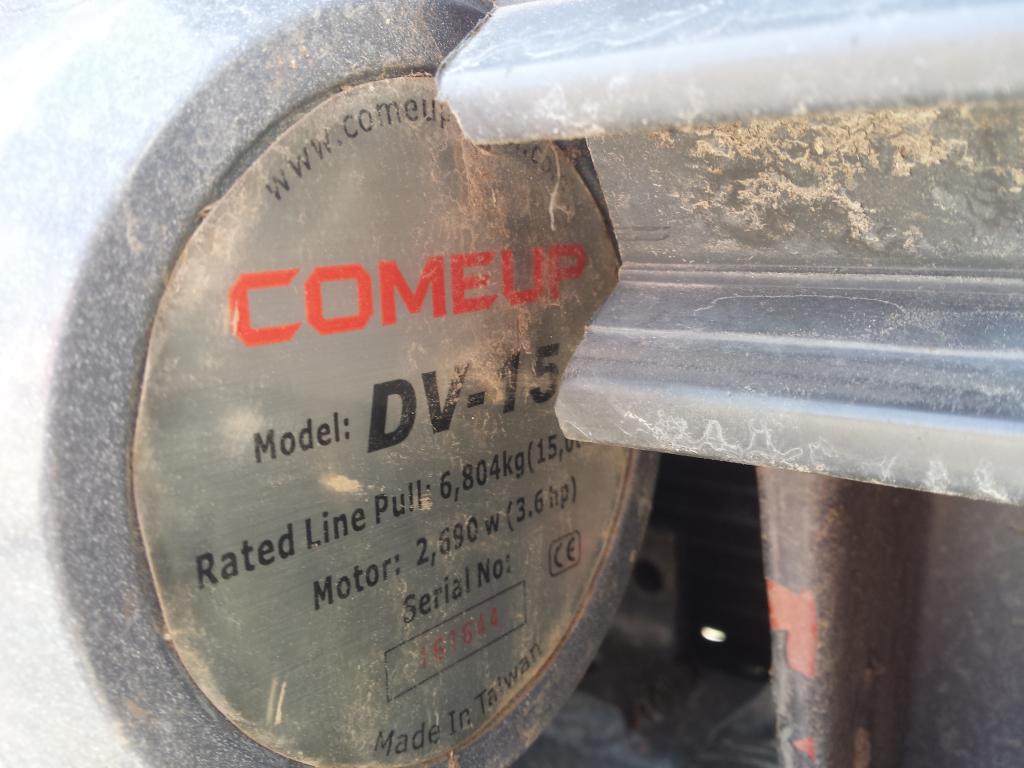 www.comeup
COMEUP
Model: DV-15
Rated Line Pull: 6,804kg(15,0
Motor: 2,690 w (3.6 hp)
Serial No: CE
161644
Made In Taiwan